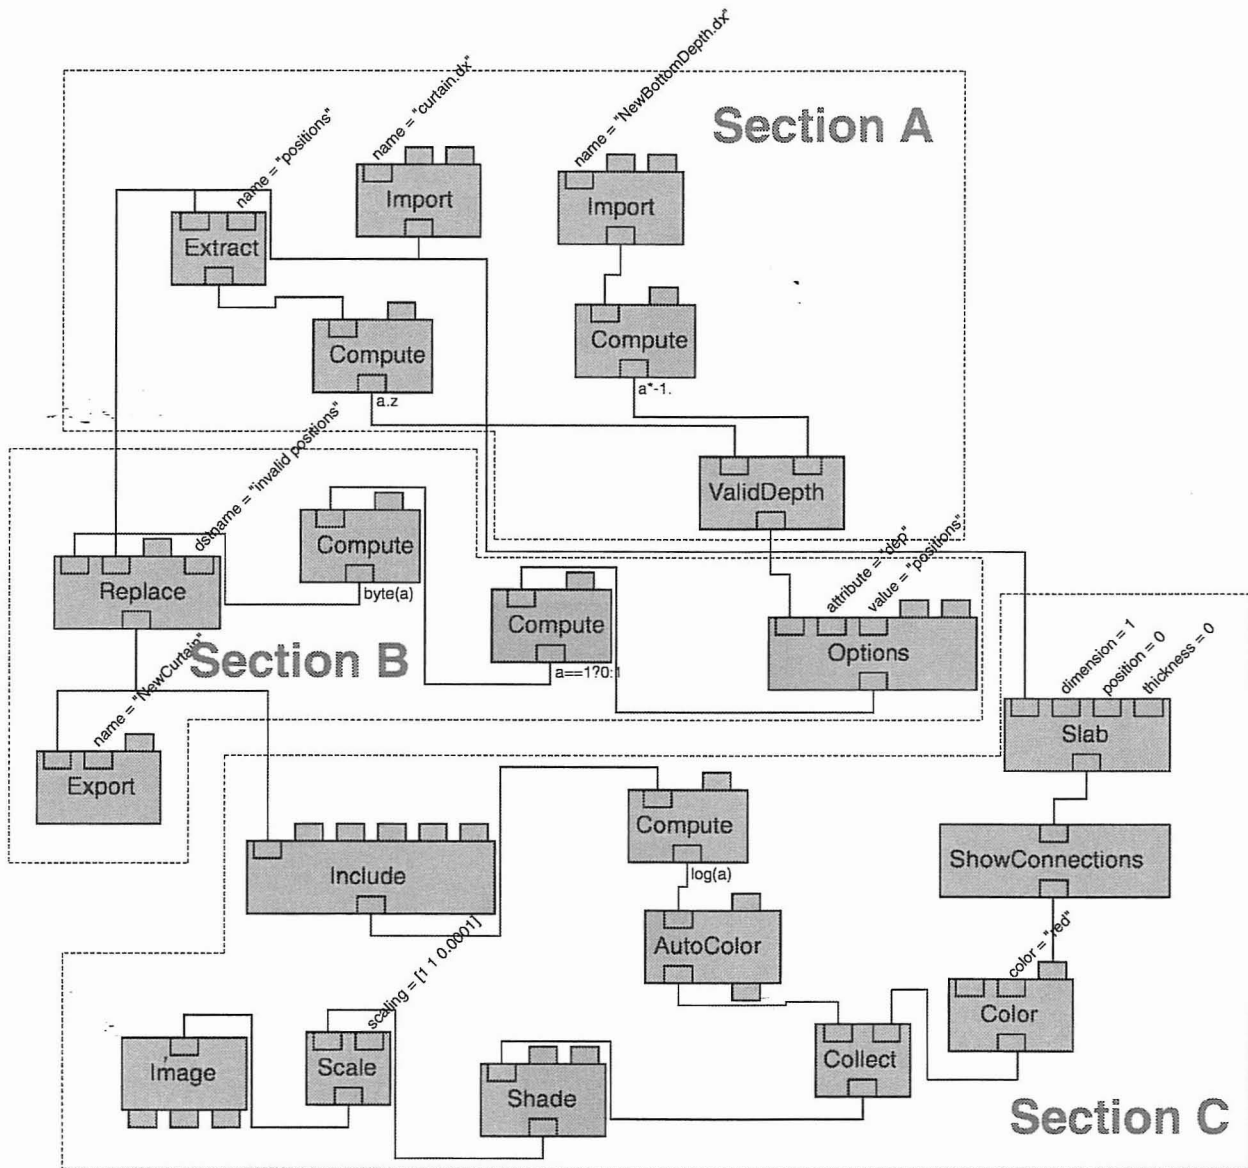 Section A
name = "positions"
name = "curtain.dx"
name = "NewBottomDepth.dx"
Import
Import
Extract
Compute
a.z
Compute
a*-1.
ValidDepth
dstname = "invalid positions"
Replace
Compute
byte(a)
Compute
a==1?0:1
attribute = "dep"
value = "positions"
Options
Section B
name = "NewCurtain"
Export
dimension = 1
position = 0
thickness = 0
Slab
Include
Compute
log(a)
ShowConnections
AutoColor
color = "red"
Color
scaling = [1 1 0.0001]
Image
Scale
Shade
Collect
Section C